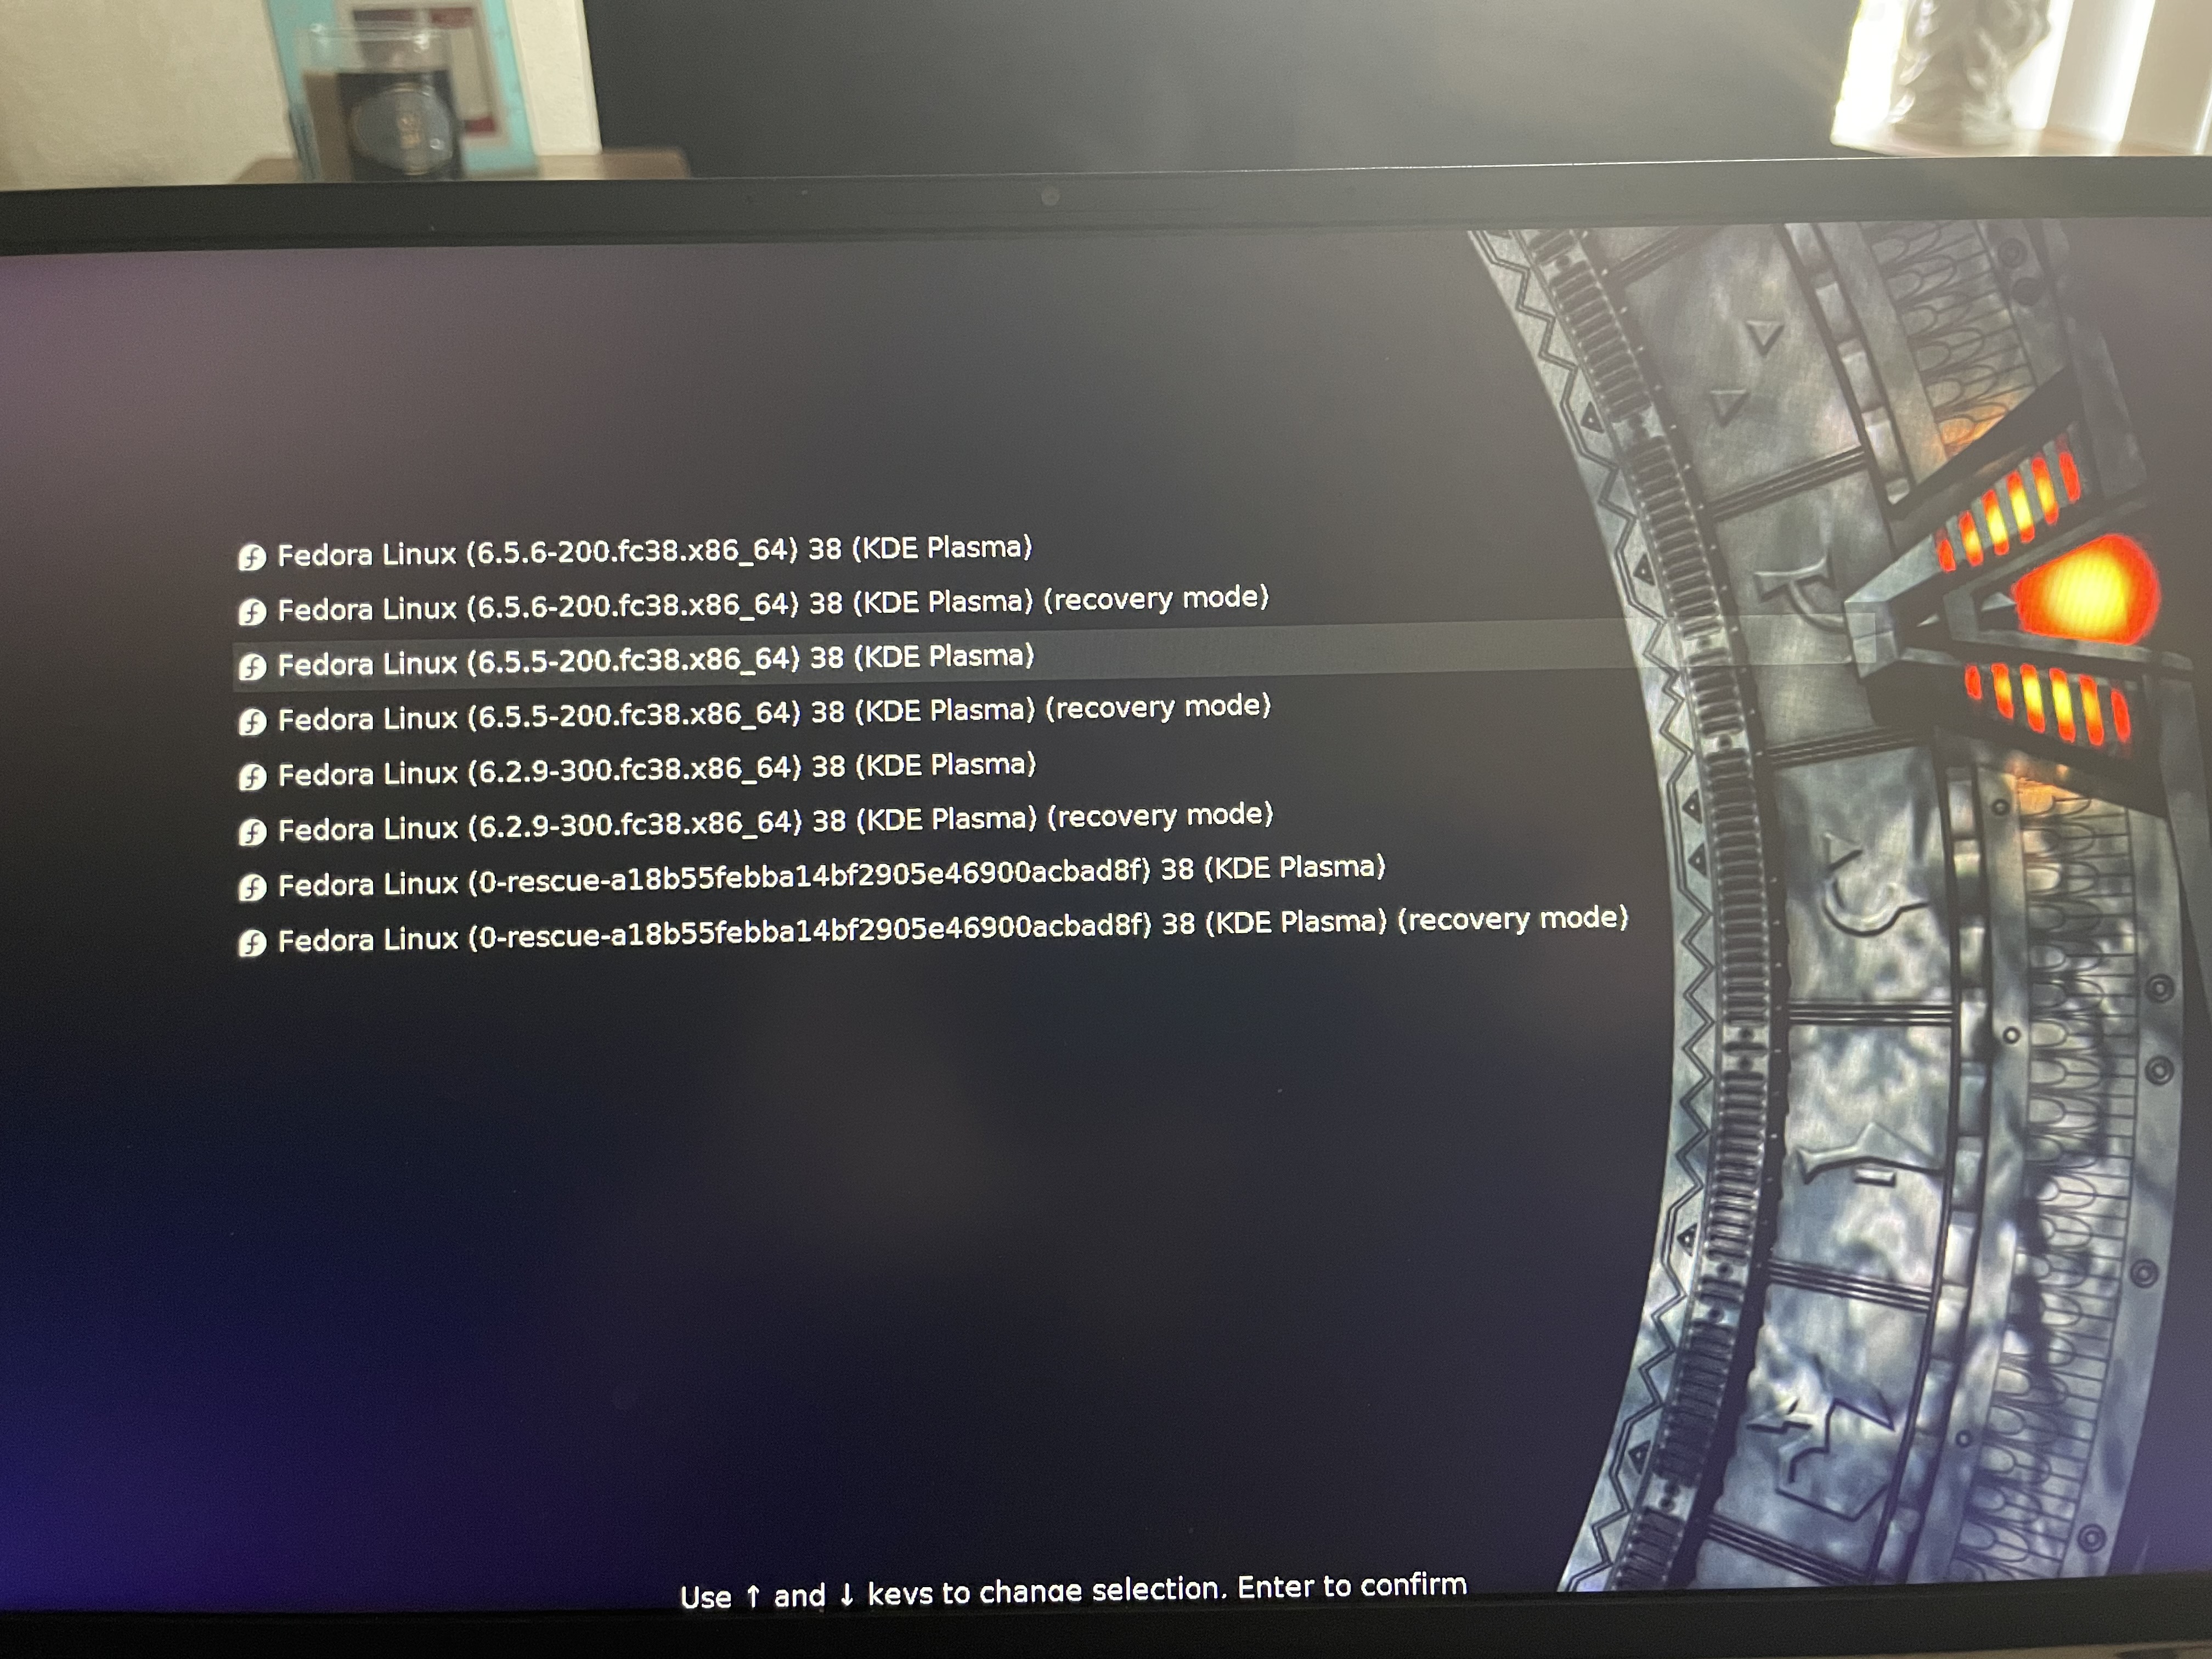 Fedora Linux (6.5.6-200.fc38.x86_64) 38 (KDE Plasma)
Fedora Linux (6.5.6-200.fc38.x86_64) 38 (KDE Plasma) (recovery mode)
Fedora Linux (6.5.5-200.fc38.x86_64) 38 (KDE Plasma)
Fedora Linux (6.5.5-200.fc38.x86_64) 38 (KDE Plasma) (recovery mode)
Fedora Linux (6.2.9-300.fc38.x86_64) 38 (KDE Plasma)
Fedora Linux (6.2.9-300.fc38.x86_64) 38 (KDE Plasma) (recovery mode)
Fedora Linux (0-rescue-a18b55febba14bf2905e46900acbad8f) 38 (KDE Plasma)
Fedora Linux (0-rescue-a18b55febba14bf2905e46900acbad8f) 38 (KDE Plasma) (recovery mode)
Use ↑ and ↓ keys to change selection. Enter to confirm